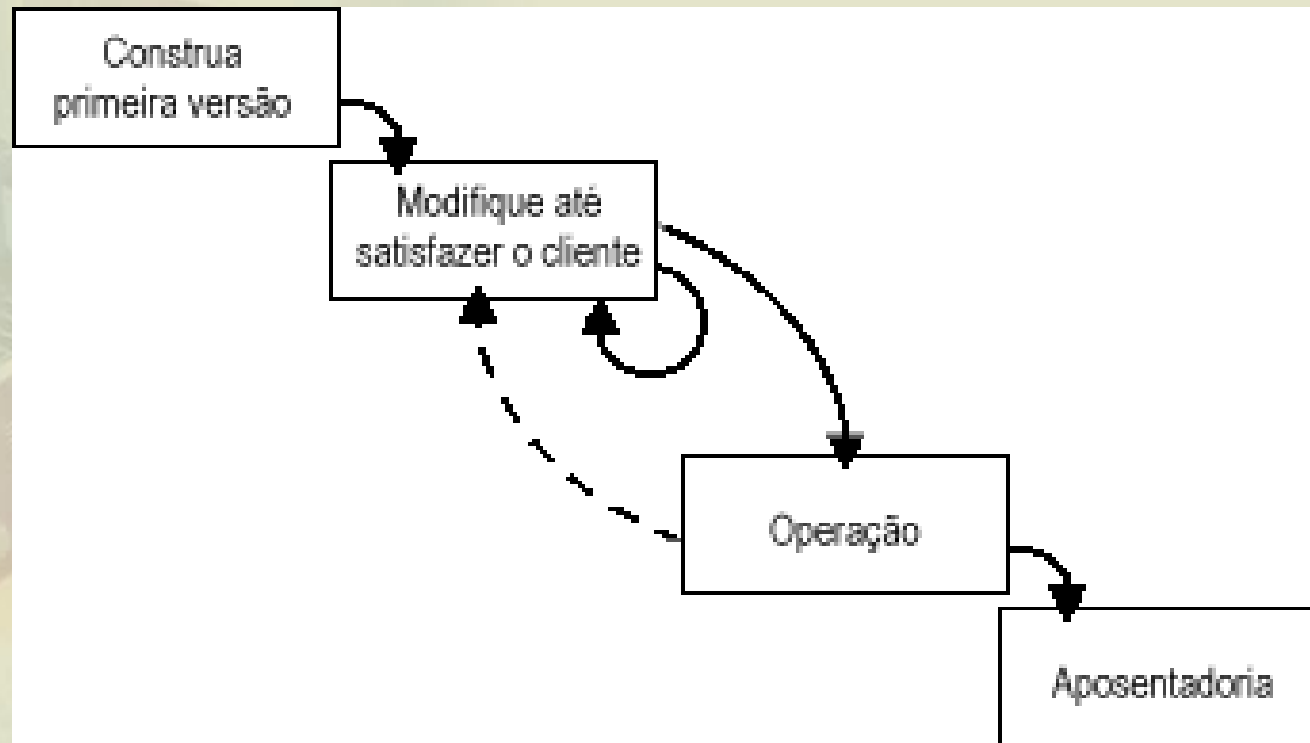 Construa
primeira versão
Modifique até
satisfazer o cliente
Operação
Aposentadoria